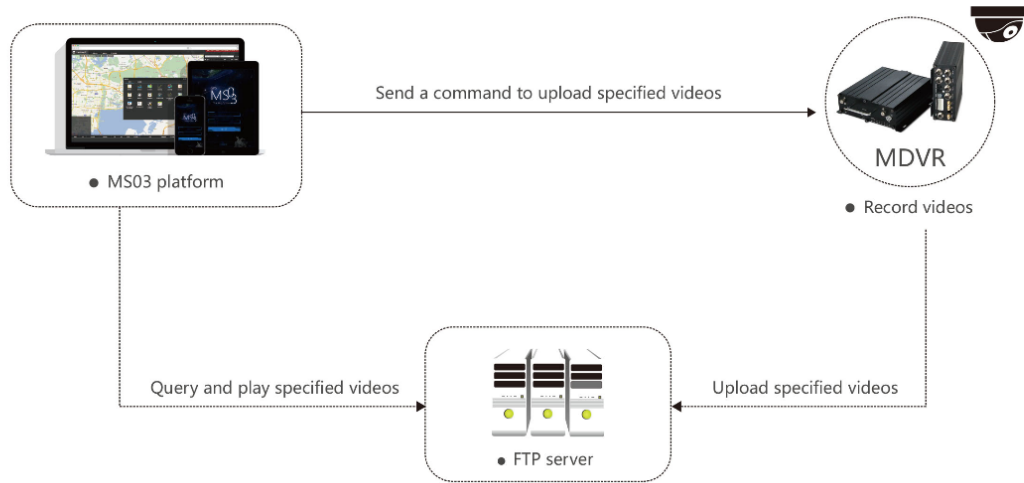 MS03
Send a command to upload specified videos
MDVR
● MS03 platform
● Record videos
Query and play specified videos
Upload specified videos
● FTP server